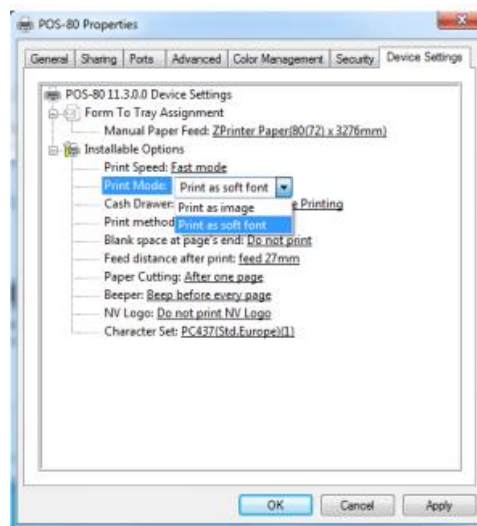 POS-80 Properties
General Sharing Ports Advanced Color Management Security Device Settings
POS-80 11.3.0.0 Device Settings
Form To Tray Assignment
Manual Paper Feed: ZPrinter Paper(80(72) x 3276mm)
Installable Options
Print Speed: Fast mode
Print Mode: Print as soft font
Cash Drawer e Printing
Print as image
Print method
Print as soft font
Blank space at page's end: Do not print
Feed distance after print: feed 27mm
Paper Cutting: After one page
Beeper: Beep before every page
NV Logo: Do not print NV Logo
Character Set: PC437(Std.Europe)(1)
OK Cancel Apply